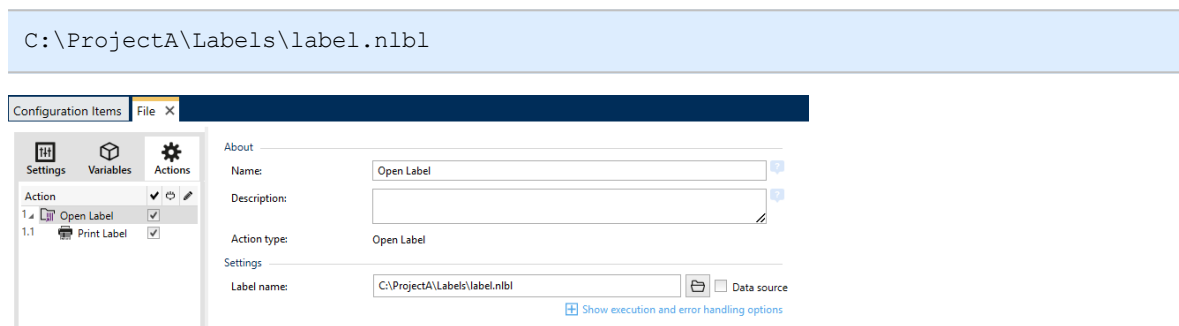 C:\ProjectA\Labels\label.nlbl
Configuration Items File
Settings Variables Actions
Action
1 Open Label
1.1 Print Label
About
Name: Open Label
Description:
Action type: Open Label
Settings
Label name: C:\ProjectA\Labels\label.nlbl Data source
Show execution and error handling options